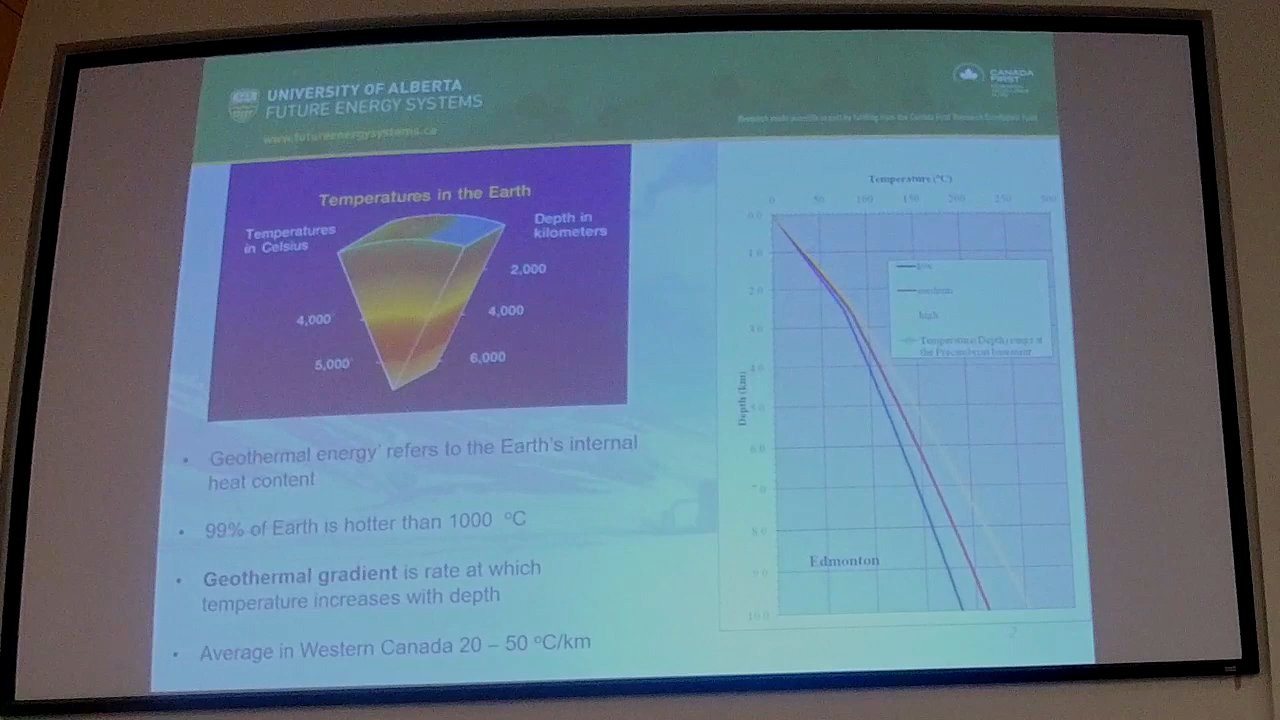 UNIVERSITY OF ALBERTA
FUTURE ENERGY SYSTEMS
www.futureenergysystems.ca
CANADA
FIRST
Temperatures in the Earth
Temperatures
in Celsius
Depth in
kilometers
2,000
4,000
6,000
4,000°
5,000°
• Geothermal energy' refers to the Earth's internal
heat content
• 99% of Earth is hotter than 1000 °C
• Geothermal gradient is rate at which
temperature increases with depth
• Average in Western Canada 20 – 50 °C/km
Temperature (°C)
0 50 100 150 200 250 300
0.0
1.0
2.0
3.0
4.0
5.0
6.0
7.0
8.0
9.0
10.0
Depth (km)
low
medium
high
Temperature/Depth range at
the Precambrian basement
Edmonton
2